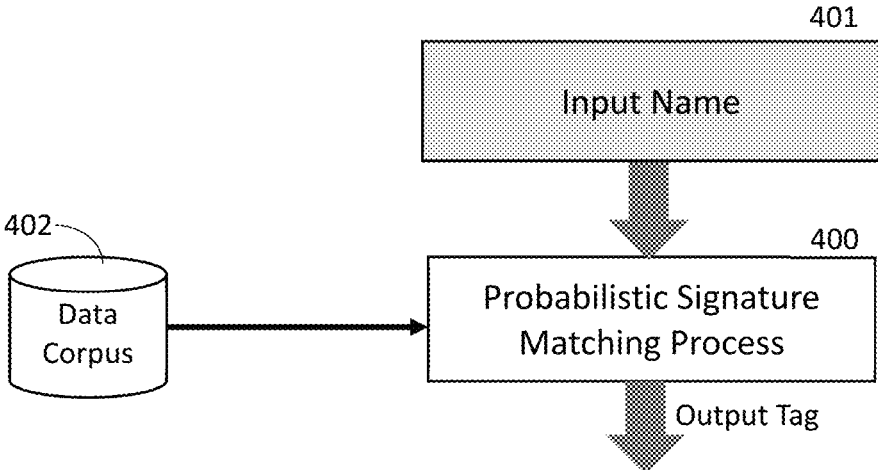 401
Input Name
402
400
Data
Corpus
Probabilistic Signature
Matching Process
Output Tag